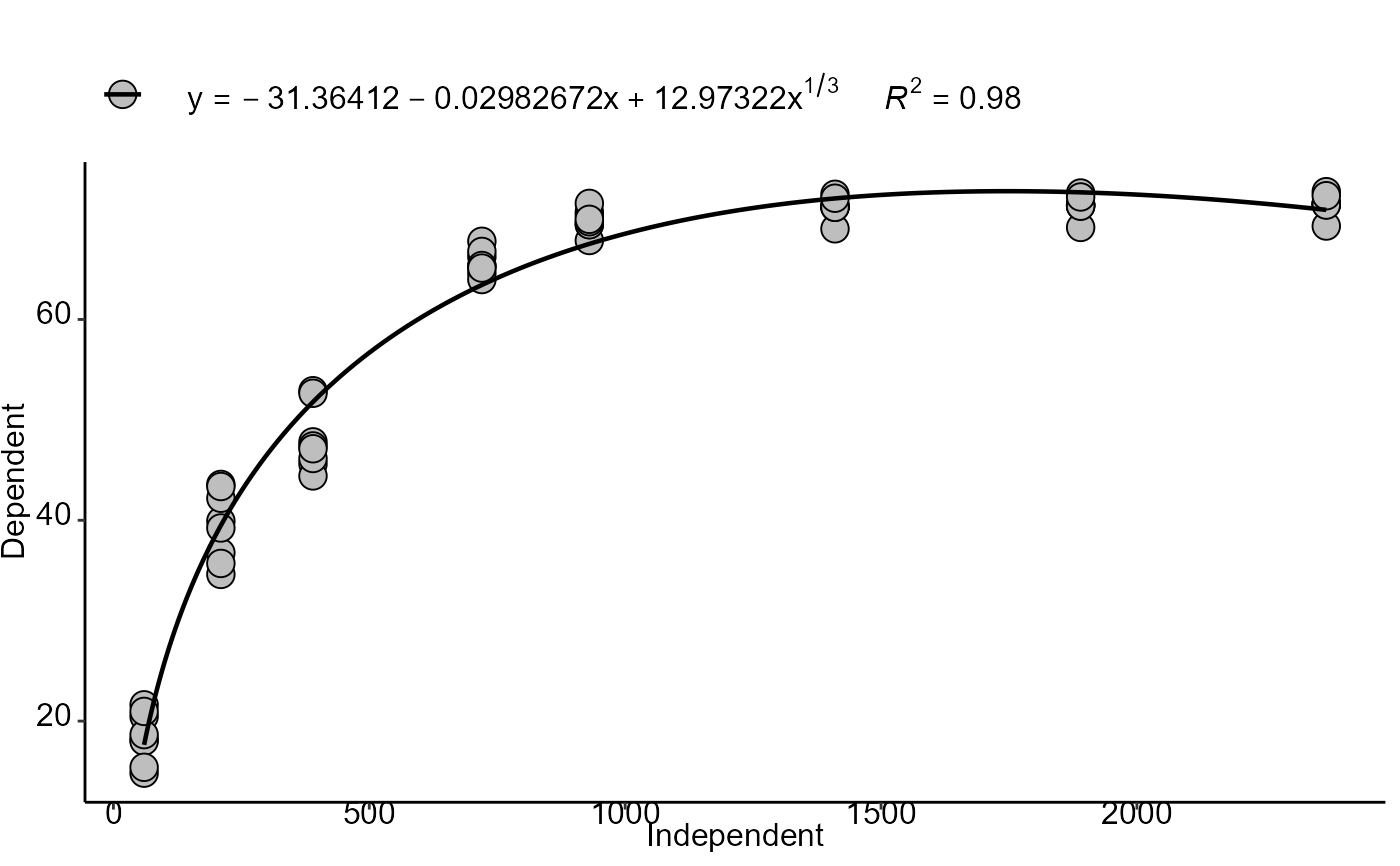 y = − 31.36412 − 0.02982672x + 12.97322x^1/3 R^2 = 0.98
60
40
20
Dependent
0 500 1000 1500 2000
Independent